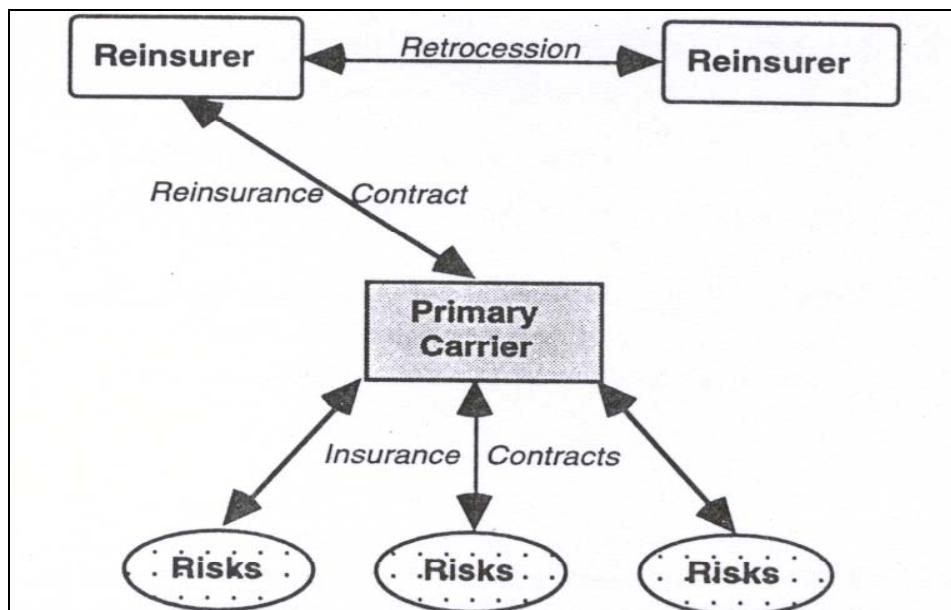 Reinsurer
Retrocession
Reinsurer
Reinsurance Contract
Primary
Carrier
Insurance Contracts
Risks
Risks
Risks